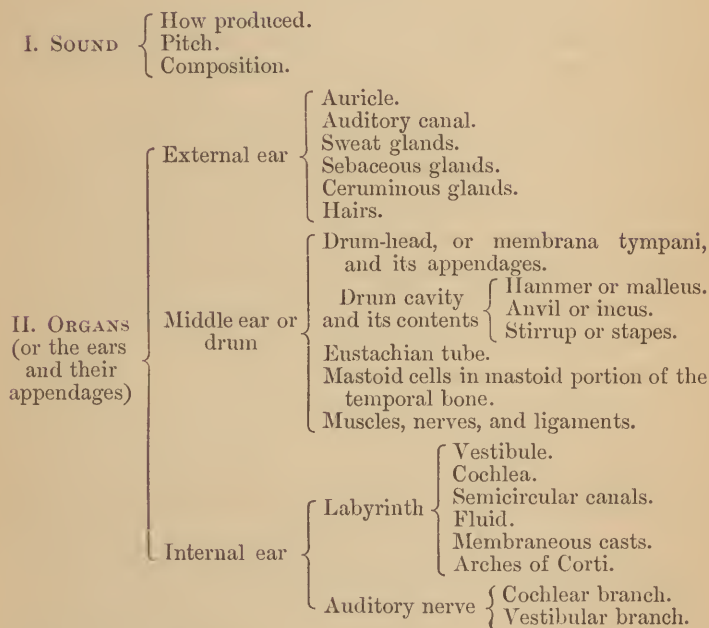 I. SOUND
How produced.
Pitch.
Composition.
II. ORGANS
(or the ears
and their
appendages)
External ear
Auricle.
Auditory canal.
Sweat glands.
Sebaceous glands.
Ceruminous glands.
Hairs.
Middle ear or
drum
Drum-head, or membrana tympani,
and its appendages.
Drum cavity
and its contents
Hammer or malleus.
Anvil or incus.
Stirrup or stapes.
Eustachian tube.
Mastoid cells in mastoid portion of the
temporal bone.
Muscles, nerves, and ligaments.
Internal ear
Labyrinth
Vestibule.
Cochlea.
Semicircular canals.
Fluid.
Membraneous casts.
Arches of Corti.
Auditory nerve
Cochlear branch.
Vestibular branch.